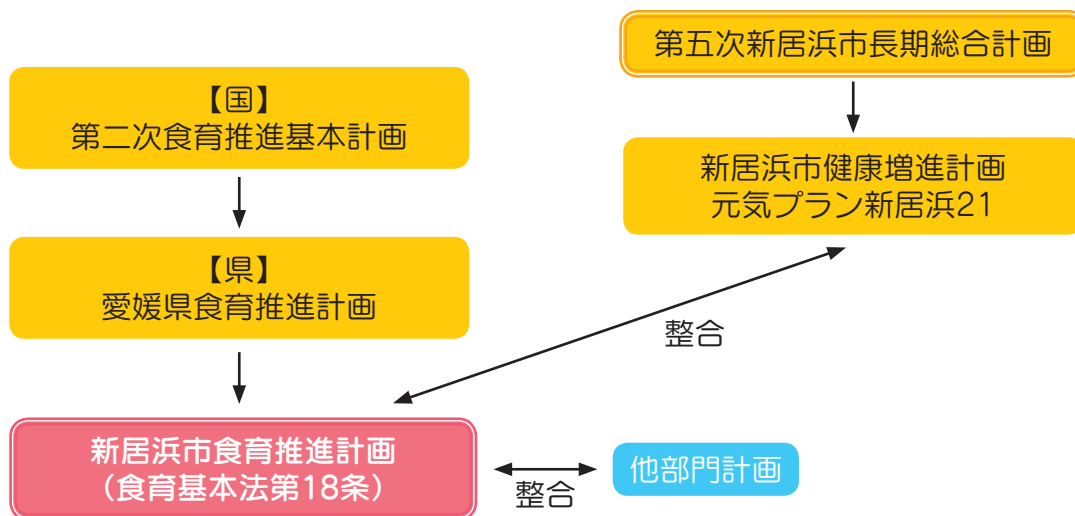 第五次新居浜市長期総合計画
【国】
第二次食育推進基本計画
新居浜市健康増進計画
元気プラン新居浜21
【県】
愛媛県食育推進計画
整合
新居浜市食育推進計画
（食育基本法第18条）
整合
他部門計画